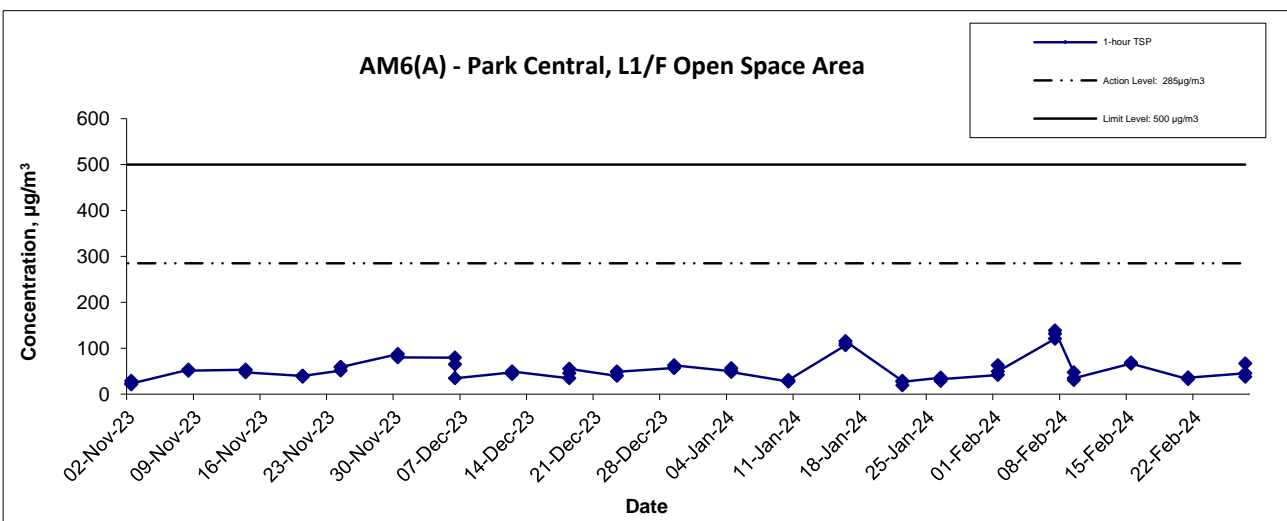 AM6(A) - Park Central, L1/F Open Space Area
1-hour TSP
Action Level: 285µg/m3
Limit Level: 500 µg/m3
Concentration, µg/m³
600
500
400
300
200
100
0
02-Nov-23
09-Nov-23
16-Nov-23
23-Nov-23
30-Nov-23
07-Dec-23
14-Dec-23
21-Dec-23
28-Dec-23
04-Jan-24
11-Jan-24
18-Jan-24
25-Jan-24
01-Feb-24
08-Feb-24
15-Feb-24
22-Feb-24
Date